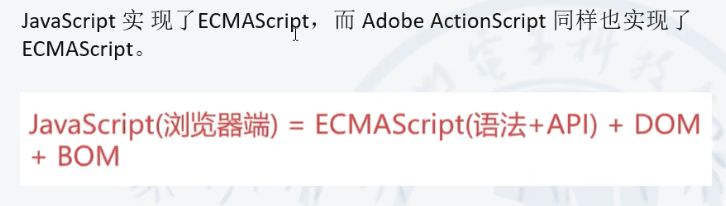 JavaScript 实 现了ECMAScript，而 Adobe ActionScript 同样也实现了
ECMAScript。
JavaScript(浏览器端) = ECMAScript(语法+API) + DOM
+ BOM